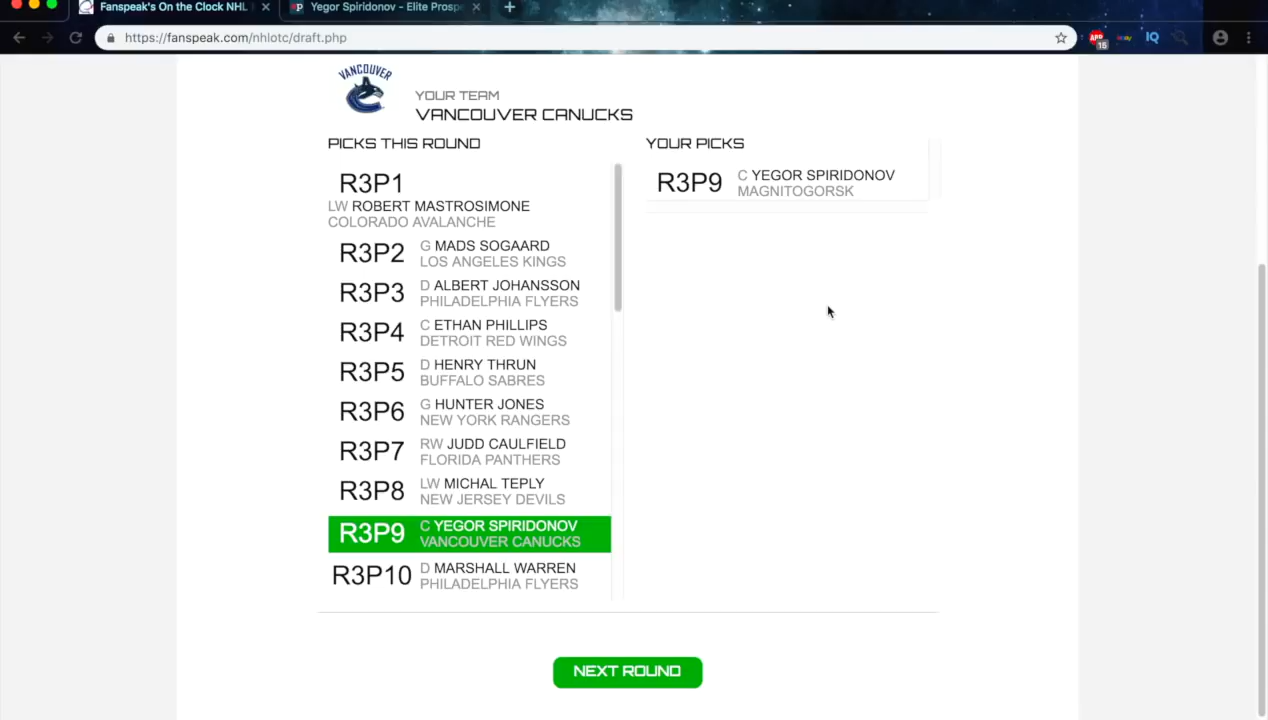 Fanspeak's On the Clock NHL
Yegor Spiridonov - Elite Prosp
https://fanspeak.com/nhlotc/draft.php
ABP
15
ebay
IQ
VANCOUVER
YOUR TEAM
VANCOUVER CANUCKS
PICKS THIS ROUND
R3P1
LW ROBERT MASTROSIMONE
COLORADO AVALANCHE
R3P2 G MADS SOGAARD
LOS ANGELES KINGS
R3P3 D ALBERT JOHANSSON
PHILADELPHIA FLYERS
R3P4 C ETHAN PHILLIPS
DETROIT RED WINGS
R3P5 D HENRY THRUN
BUFFALO SABRES
R3P6 G HUNTER JONES
NEW YORK RANGERS
R3P7 RW JUDD CAULFIELD
FLORIDA PANTHERS
R3P8 LW MICHAL TEPLY
NEW JERSEY DEVILS
R3P9 C YEGOR SPIRIDONOV
VANCOUVER CANUCKS
R3P10 D MARSHALL WARREN
PHILADELPHIA FLYERS
YOUR PICKS
R3P9 C YEGOR SPIRIDONOV
MAGNITOGORSK
NEXT ROUND